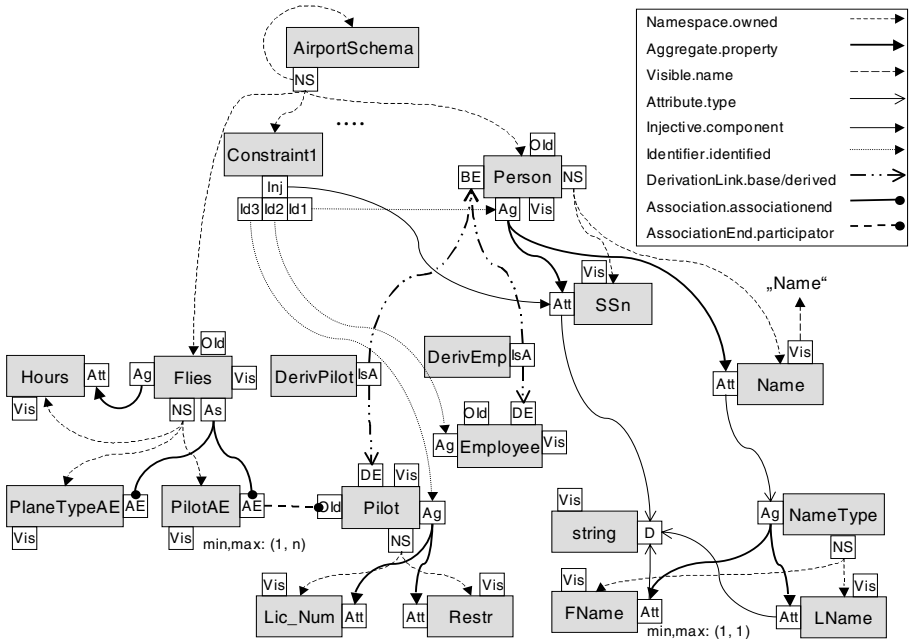 AirportSchema
NS
Namespace.owned
Aggregate.property
Visible.name
Attribute.type
Injective.component
Identifier.identified
DerivationLink.base/derived
Association.associationend
AssociationEnd.participator
....
Constraint1
Inj
Id3 Id2 Id1
OId
BE Person NS
Ag Vis
Vis
Att SSn
„Name“
Vis
Att Name
OId
Hours Att Ag Flies Vis
Vis NS As
DerivPilot IsA
DerivEmp IsA
OId DE
Ag Employee Vis
PlaneTypeAE AE
Vis
PilotAE AE
Vis
min,max: (1, n)
DE Vis
OId Pilot Ag
NS
Vis
Lic_Num Att
Vis
Att Restr
Vis
string D
Ag NameType
NS
Vis
FName Att
min,max: (1, 1)
Vis
Att LName